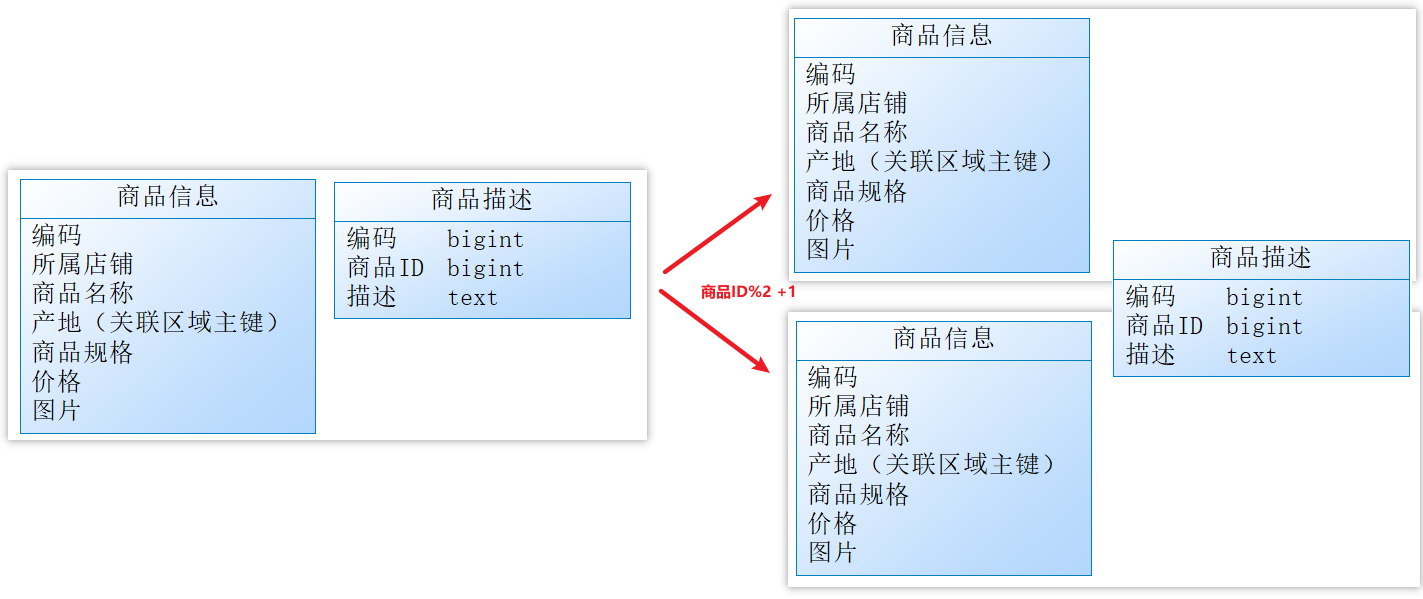 商品信息
编码
所属店铺
商品名称
产地（关联区域主键）
商品规格
价格
图片
商品描述
编码 bigint
商品ID bigint
描述 text
商品ID%2 +1
商品信息
编码
所属店铺
商品名称
产地（关联区域主键）
商品规格
价格
图片
商品描述
编码 bigint
商品ID bigint
描述 text
商品信息
编码
所属店铺
商品名称
产地（关联区域主键）
商品规格
价格
图片